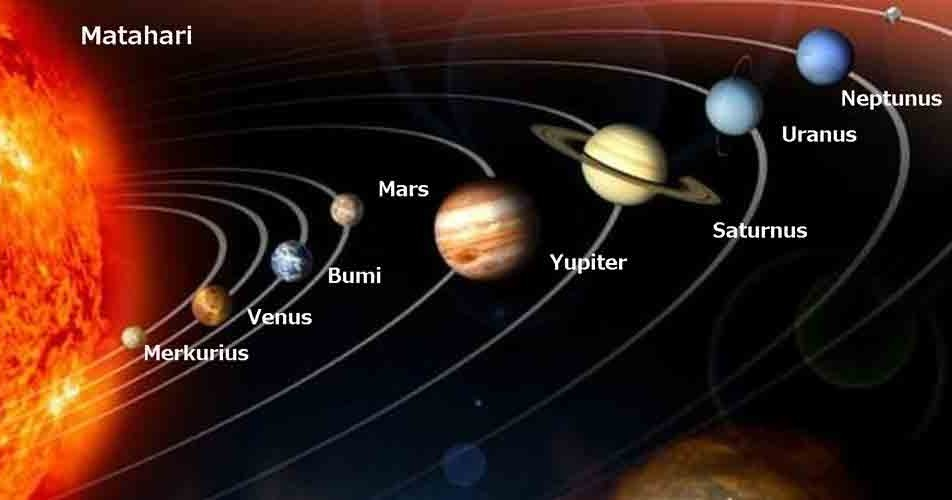 Matahari
Merkurius
Venus
Bumi
Mars
Yupiter
Saturnus
Uranus
Neptunus